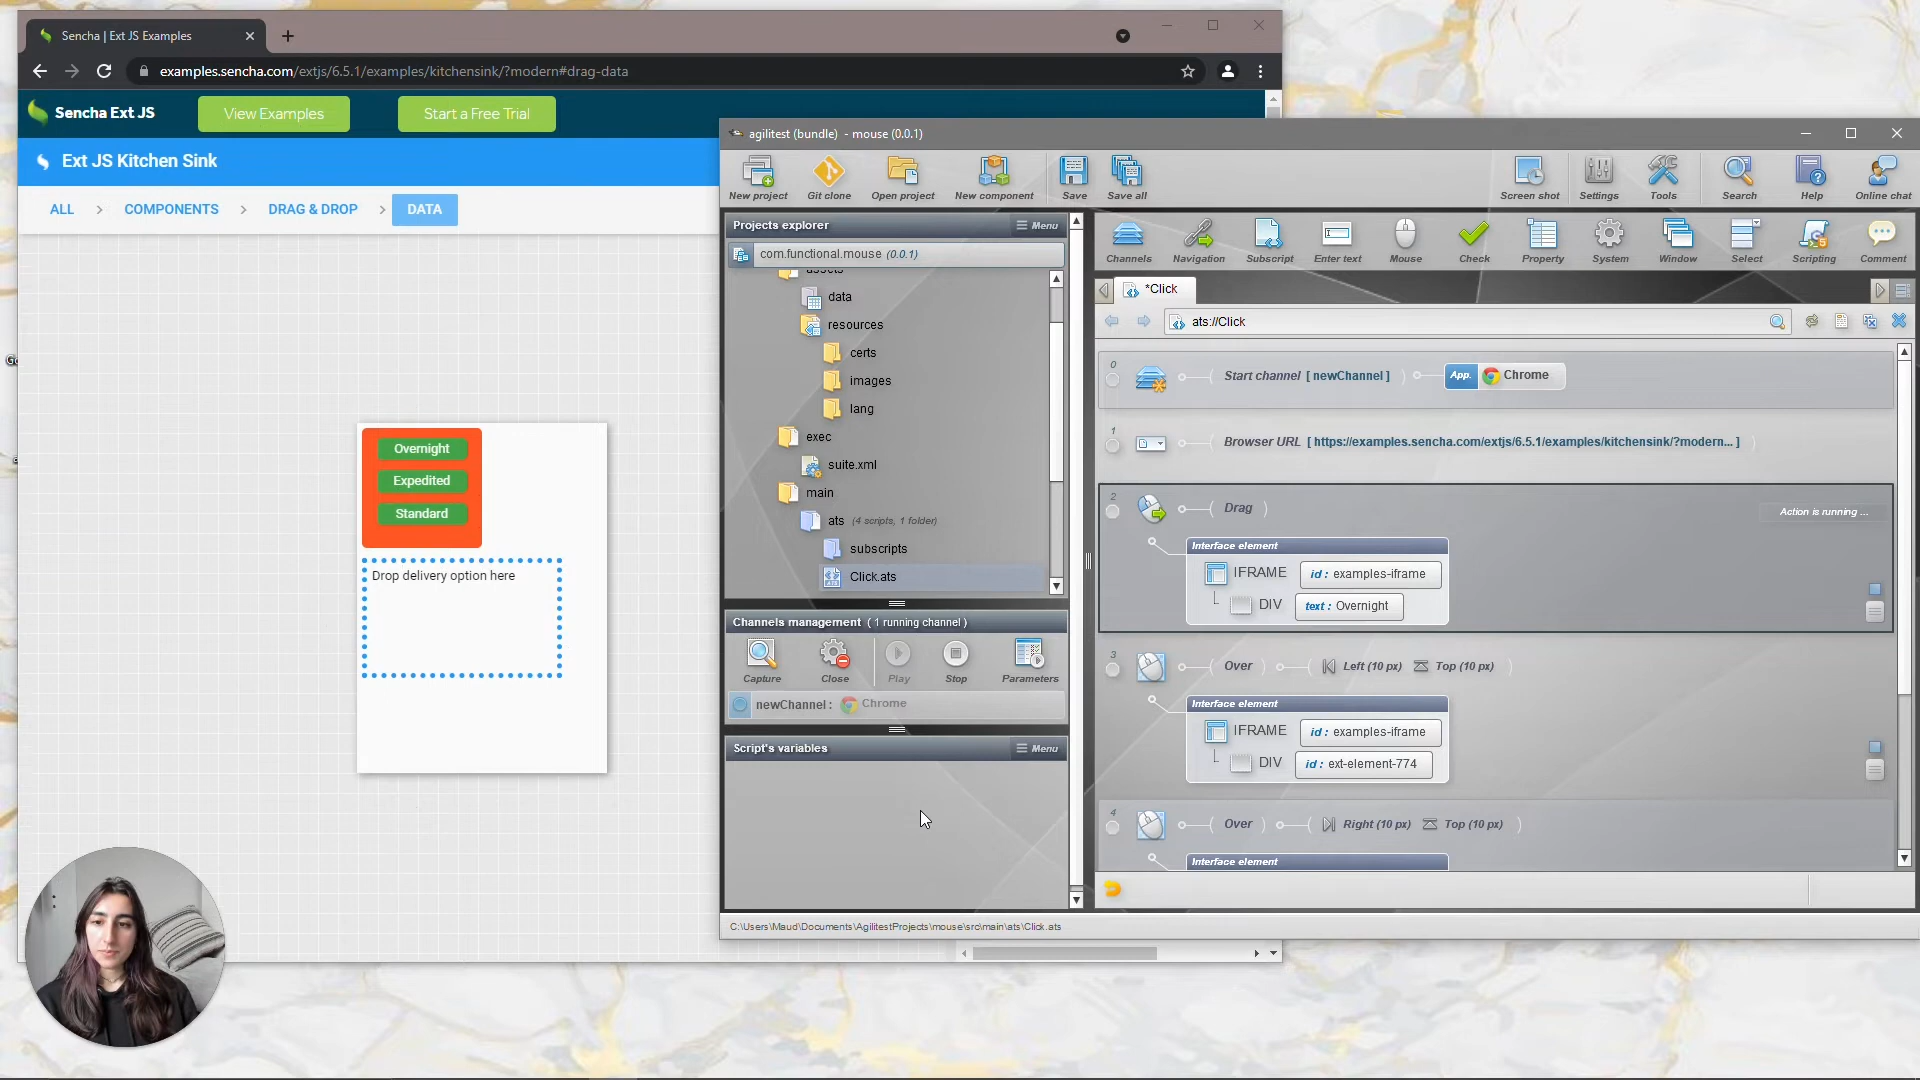 Sencha | Ext JS Examples
examples.sencha.com/extjs/6.5.1/examples/kitchensink/?modern#drag-data
Sencha Ext JS
View Examples
Start a Free Trial
Ext JS Kitchen Sink
ALL > COMPONENTS > DRAG & DROP > DATA
Overnight
Expedited
Standard
Drop delivery option here
agilitest (bundle) - mouse (0.0.1)
New project
Git clone
Open project
New component
Save
Save all
Screen shot
Settings
Tools
Search
Help
Online chat
Projects explorer
Menu
com.functional.mouse (0.0.1)
assets
data
resources
certs
images
lang
exec
suite.xml
main
ats (4 scripts, 1 folder)
subscripts
Click.ats
Channels management ( 1 running channel )
Capture
Close
Play
Stop
Parameters
newChannel : Chrome
Script's variables
Menu
C:\Users\Maud\Documents\AgilitestProjects\mouse\src\main\ats\Click.ats
Channels
Navigation
Subscript
Enter text
Mouse
Check
Property
System
Window
Select
Scripting
Comment
*Click
ats://Click
0
Start channel [ newChannel ]
App. Chrome
1
Browser URL [ https://examples.sencha.com/extjs/6.5.1/examples/kitchensink/?modern... ]
2
Drag
Action is running ...
Interface element
IFRAME id : examples-iframe
DIV text : Overnight
3
Over Left (10 px) Top (10 px)
Interface element
IFRAME id : examples-iframe
DIV id : ext-element-774
4
Over Right (10 px) Top (10 px)
Interface element